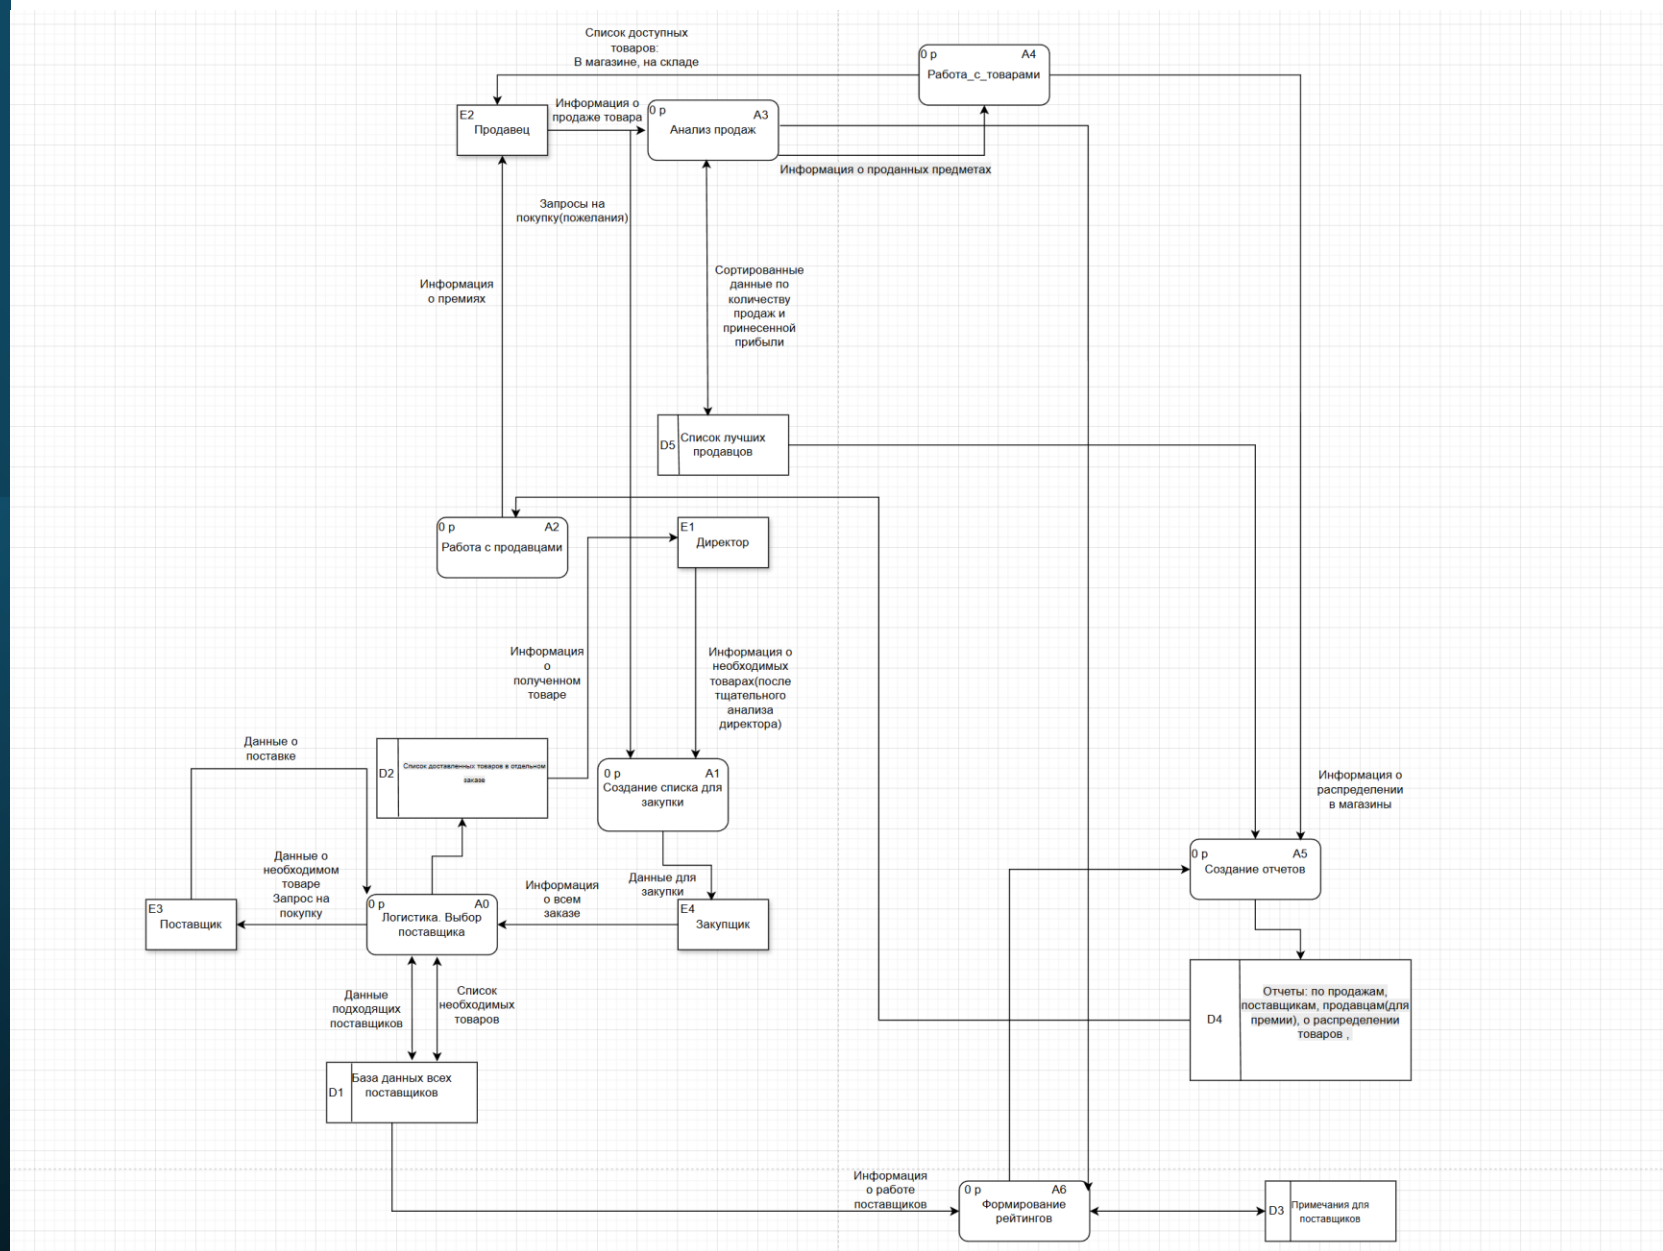 Список доступных
товаров:
В магазине, на складе
0 р A4
Работа_с_товарами
E2
Продавец
Информация о
продаже товара
0 р A3
Анализ продаж
Информация о проданных предметах
Запросы на
покупку(пожелания)
Информация
о премиях
Сортированные
данные по
количеству
продаж и
принесенной
прибыли
D5
Список лучших
продавцов
0 р A2
Работа с продавцами
E1
Директор
Информация
о
полученном
товаре
Информация о
необходимых
товарах(после
тщательного
анализа
директора)
Данные о
поставке
D2
Список доставленных товаров в отдельном
заказе
0 р A1
Создание списка для
закупки
Информация о
распределении
в магазины
0 р A5
Создание отчетов
Данные о
необходимом
товаре
Запрос на
покупку
Информация
о всем
заказе
Данные для
закупки
E3
Поставщик
0 р A0
Логистика. Выбор
поставщика
E4
Закупщик
Данные
подходящих
поставщиков
Список
необходимых
товаров
D4
Отчеты: по продажам,
поставщикам, продавцам(для
премии), о распределении
товаров ,
D1
База данных всех
поставщиков
Информация
о работе
поставщиков
0 р A6
Формирование
рейтингов
D3
Примечания для
поставщиков